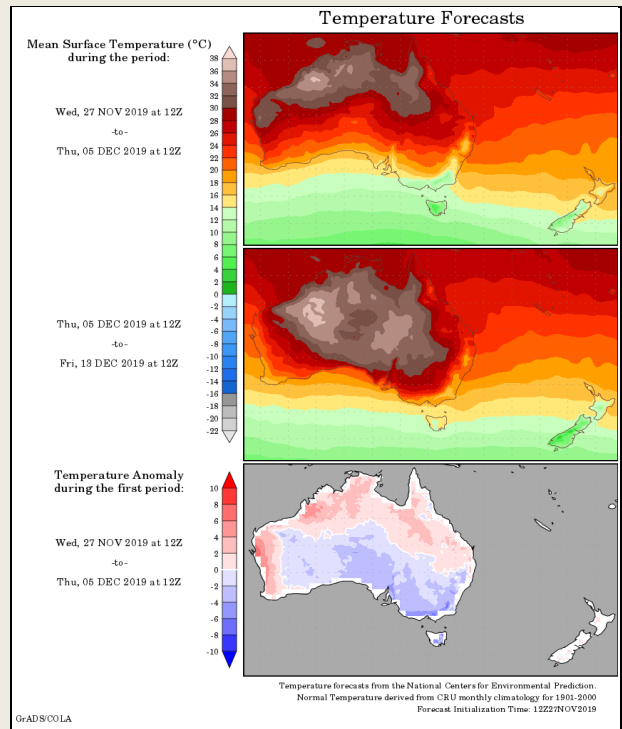 Temperature Forecasts
Mean Surface Temperature (°C)
during the period:
Wed, 27 NOV 2019 at 12Z
-to-
Thu, 05 DEC 2019 at 12Z
38
36
34
32
30
28
26
24
22
20
18
16
14
12
10
8
6
4
2
0
-2
-4
-6
-8
-10
-12
-14
-16
-17
-18
-20
-22
Thu, 05 DEC 2019 at 12Z
-to-
Fri, 13 DEC 2019 at 12Z
Temperature Anomaly
during the first period:
Wed, 27 NOV 2019 at 12Z
-to-
Thu, 05 DEC 2019 at 12Z
10
8
6
4
2
0
-2
-4
-6
-8
-10
Temperature forecasts from the National Centers for Environmental Prediction.
Normal Temperature derived from CRU monthly climatology for 1901-2000
Forecast Initialization Time: 12Z27NOV2019
GrADS/COLA